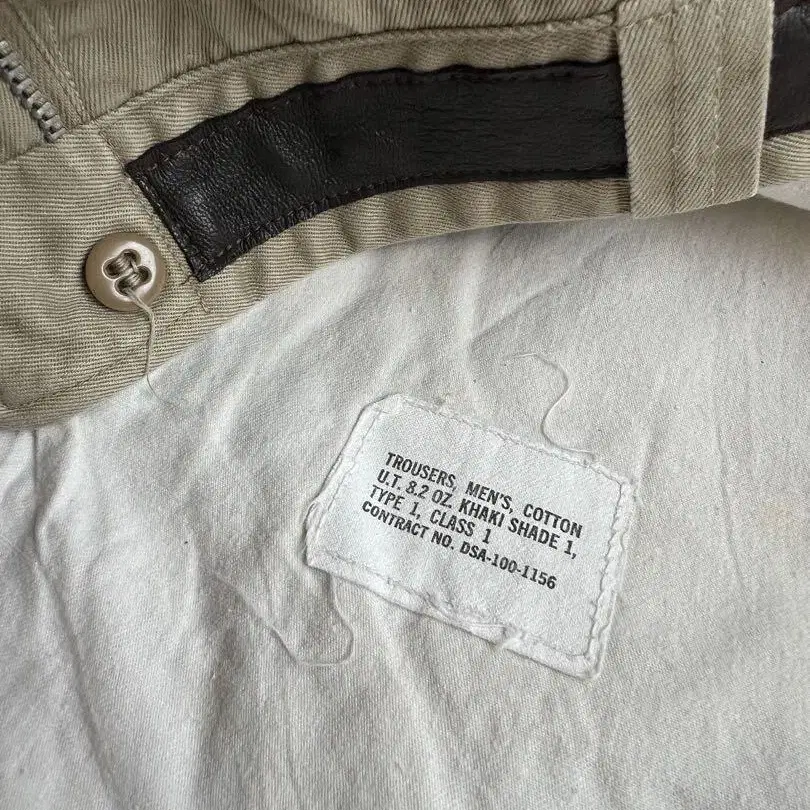 TROUSERS, MEN'S, COTTON
U.T. 8.2 OZ. KHAKI SHADE 1,
TYPE 1, CLASS 1
CONTRACT NO. DSA-100-1156